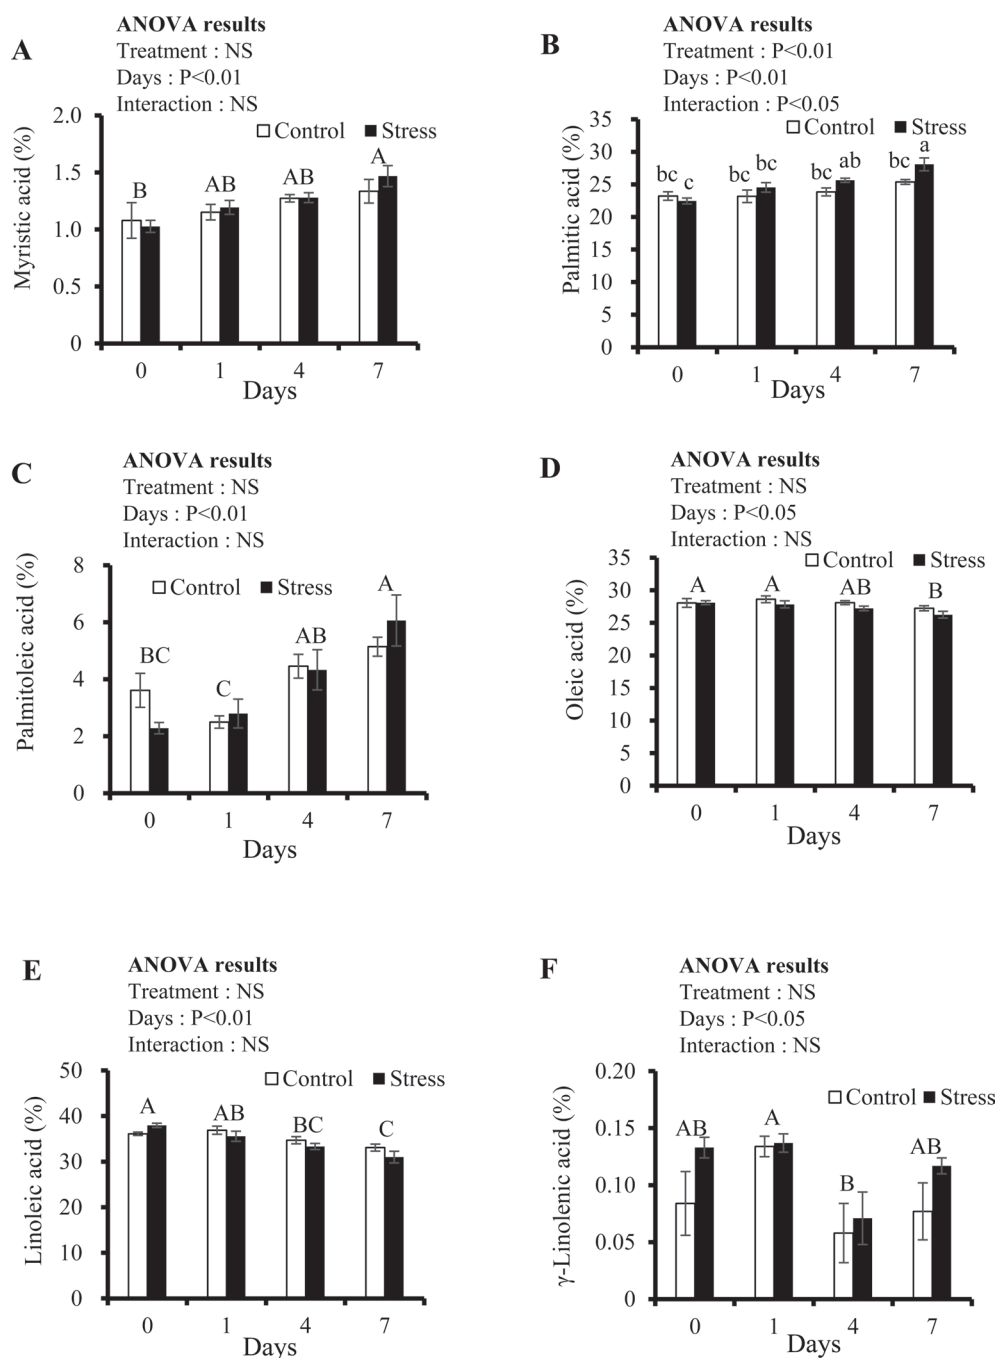 A
ANOVA results
Treatment : NS
Days : P<0.01
Interaction : NS
Control Stress
Myristic acid (%)
2.0
1.5
1.0
0.5
0
B AB AB A
0 1 4 7
Days
B
ANOVA results
Treatment : P<0.01
Days : P<0.01
Interaction : P<0.05
Control Stress
Palmitic acid (%)
35
30
25
20
15
10
5
0
bc c bc bc bc ab bc a
0 1 4 7
Days
C
ANOVA results
Treatment : NS
Days : P<0.01
Interaction : NS
Control Stress
Palmitoleic acid (%)
8
6
4
2
0
BC C AB A
0 1 4 7
Days
D
ANOVA results
Treatment : NS
Days : P<0.05
Interaction : NS
Control Stress
Oleic acid (%)
35
30
25
20
15
10
5
0
A A AB B
0 1 4 7
Days
E
ANOVA results
Treatment : NS
Days : P<0.01
Interaction : NS
Control Stress
Linoleic acid (%)
50
40
30
20
10
0
A AB BC C
0 1 4 7
Days
F
ANOVA results
Treatment : NS
Days : P<0.05
Interaction : NS
Control Stress
γ-Linolenic acid (%)
0.20
0.15
0.10
0.05
0
AB A B AB
0 1 4 7
Days